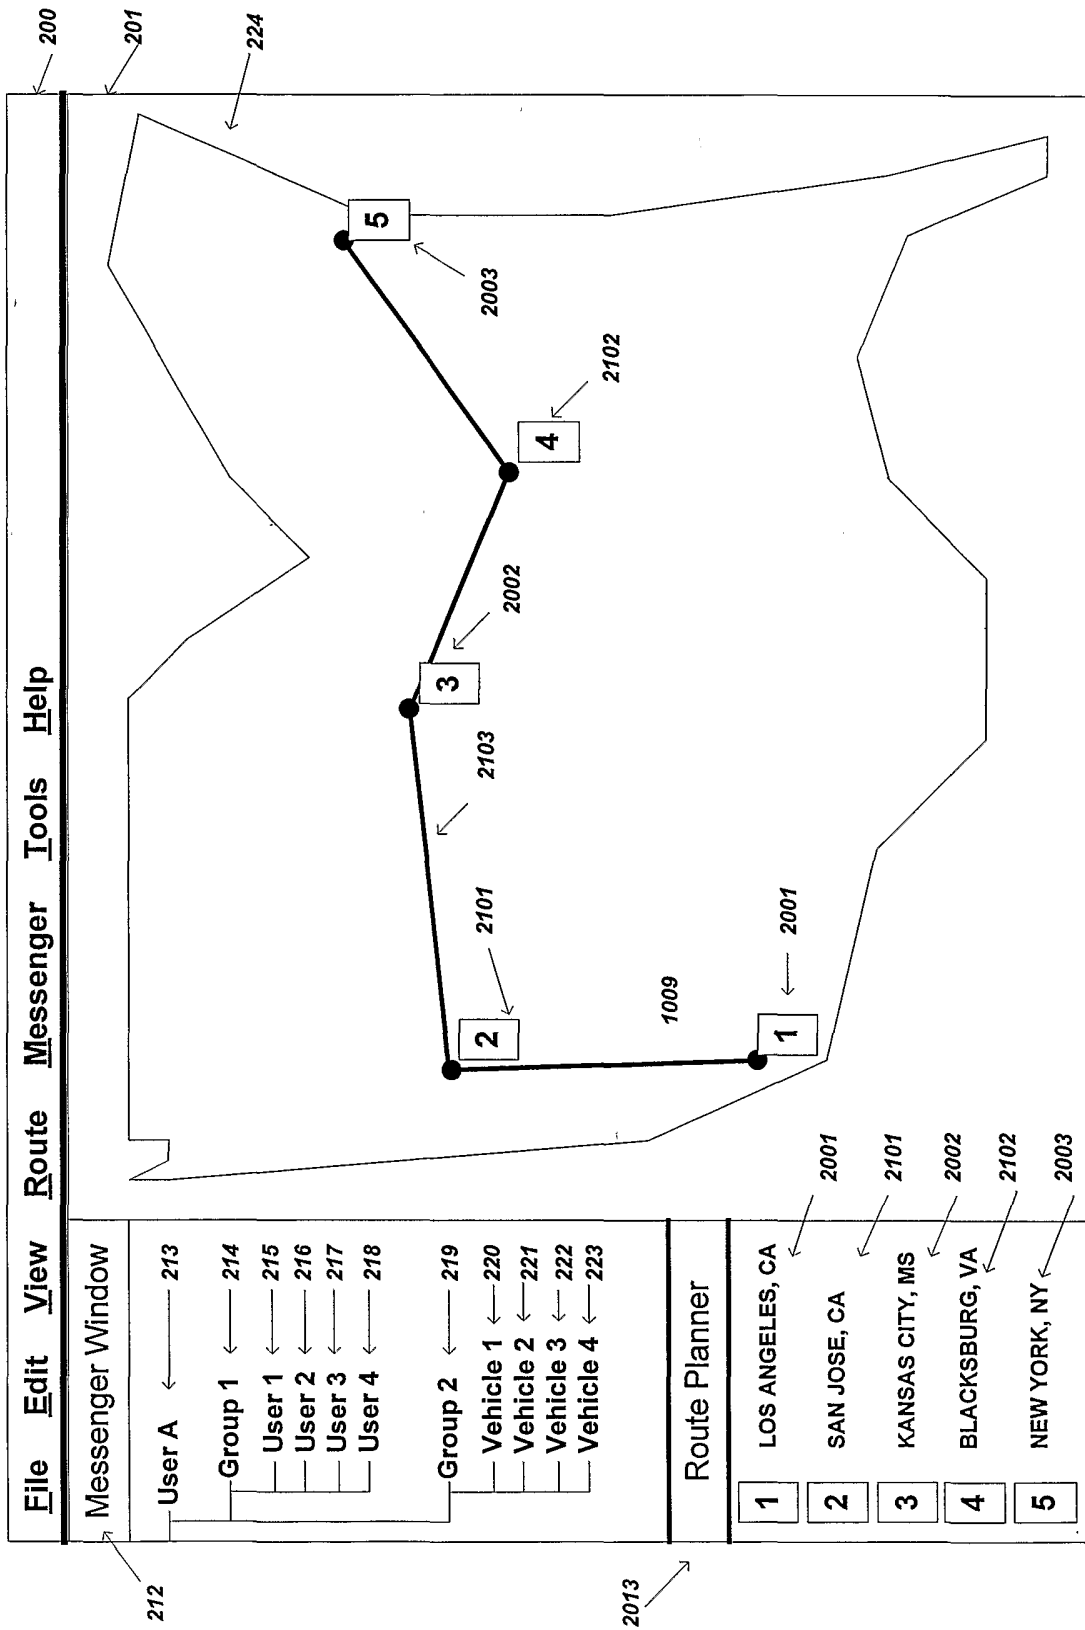 File Edit View Route Messenger Tools Help
200
201
224
Messenger Window
212
User A
213
Group 1
214
User 1
215
User 2
216
User 3
217
User 4
218
Group 2
219
Vehicle 1
220
Vehicle 2
221
Vehicle 3
222
Vehicle 4
223
Route Planner
2013
1 LOS ANGELES, CA
2001
2 SAN JOSE, CA
2101
3 KANSAS CITY, MS
2002
4 BLACKSBURG, VA
2102
5 NEW YORK, NY
2003
5
2003
4
2102
3
2002
2103
2
2101
1009
1
2001